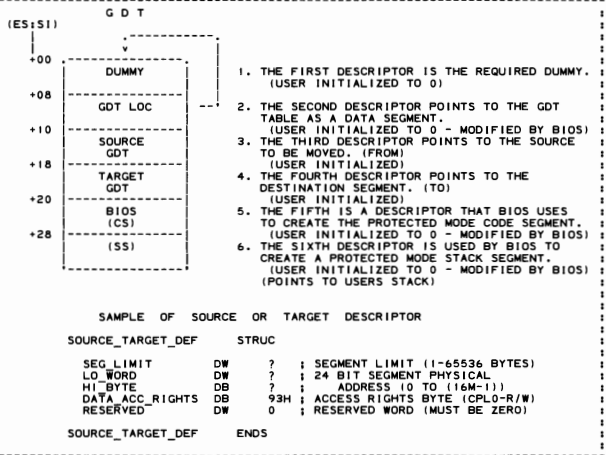 G D T
(ES:SI)
+00
DUMMY
1. THE FIRST DESCRIPTOR IS THE REQUIRED DUMMY.
(USER INITIALIZED TO 0)
+08
GDT LOC
2. THE SECOND DESCRIPTOR POINTS TO THE GDT
TABLE AS A DATA SEGMENT.
(USER INITIALIZED TO 0 - MODIFIED BY BIOS)
+10
SOURCE
GDT
3. THE THIRD DESCRIPTOR POINTS TO THE SOURCE
TO BE MOVED. (FROM)
(USER INITIALIZED)
+18
TARGET
GDT
4. THE FOURTH DESCRIPTOR POINTS TO THE
DESTINATION SEGMENT. (TO)
(USER INITIALIZED)
+20
BIOS
(CS)
5. THE FIFTH IS A DESCRIPTOR THAT BIOS USES
TO CREATE THE PROTECTED MODE CODE SEGMENT.
(USER INITIALIZED TO 0 - MODIFIED BY BIOS)
+28
(SS)
6. THE SIXTH DESCRIPTOR IS USED BY BIOS TO
CREATE A PROTECTED MODE STACK SEGMENT.
(USER INITIALIZED TO 0 - MODIFIED BY BIOS)
(POINTS TO USERS STACK)
SAMPLE OF SOURCE OR TARGET DESCRIPTOR
SOURCE_TARGET_DEF STRUC
SEG_LIMIT DW ? ; SEGMENT LIMIT (1-65536 BYTES)
LO_WORD DW ? ; 24 BIT SEGMENT PHYSICAL
HI_BYTE DB ? ; ADDRESS (0 TO (16M-1))
DATA_ACC_RIGHTS DB 93H ; ACCESS RIGHTS BYTE (CPL0-R/W)
RESERVED DW 0 ; RESERVED WORD (MUST BE ZERO)
SOURCE_TARGET_DEF ENDS